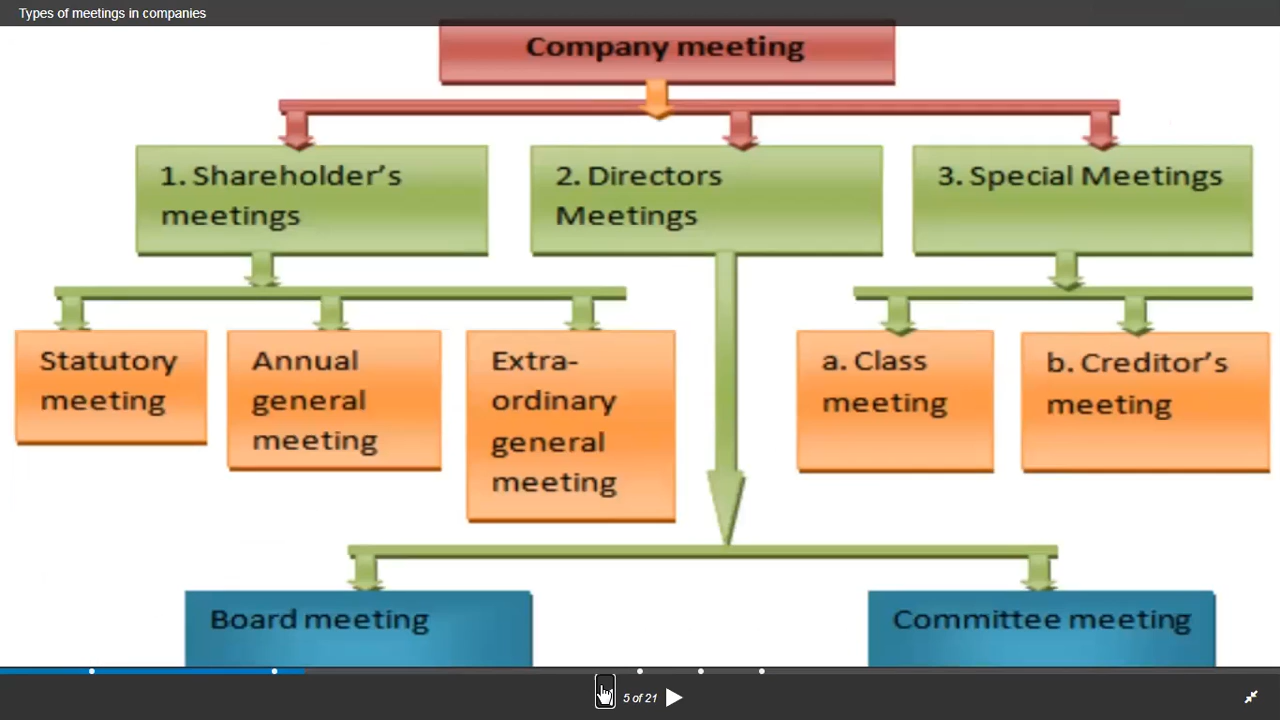 Types of meetings in companies
Company meeting
1. Shareholder's
meetings
2. Directors
Meetings
3. Special Meetings
Statutory
meeting
Annual
general
meeting
Extra-
ordinary
general
meeting
a. Class
meeting
b. Creditor's
meeting
Board meeting
Committee meeting
5 of 21